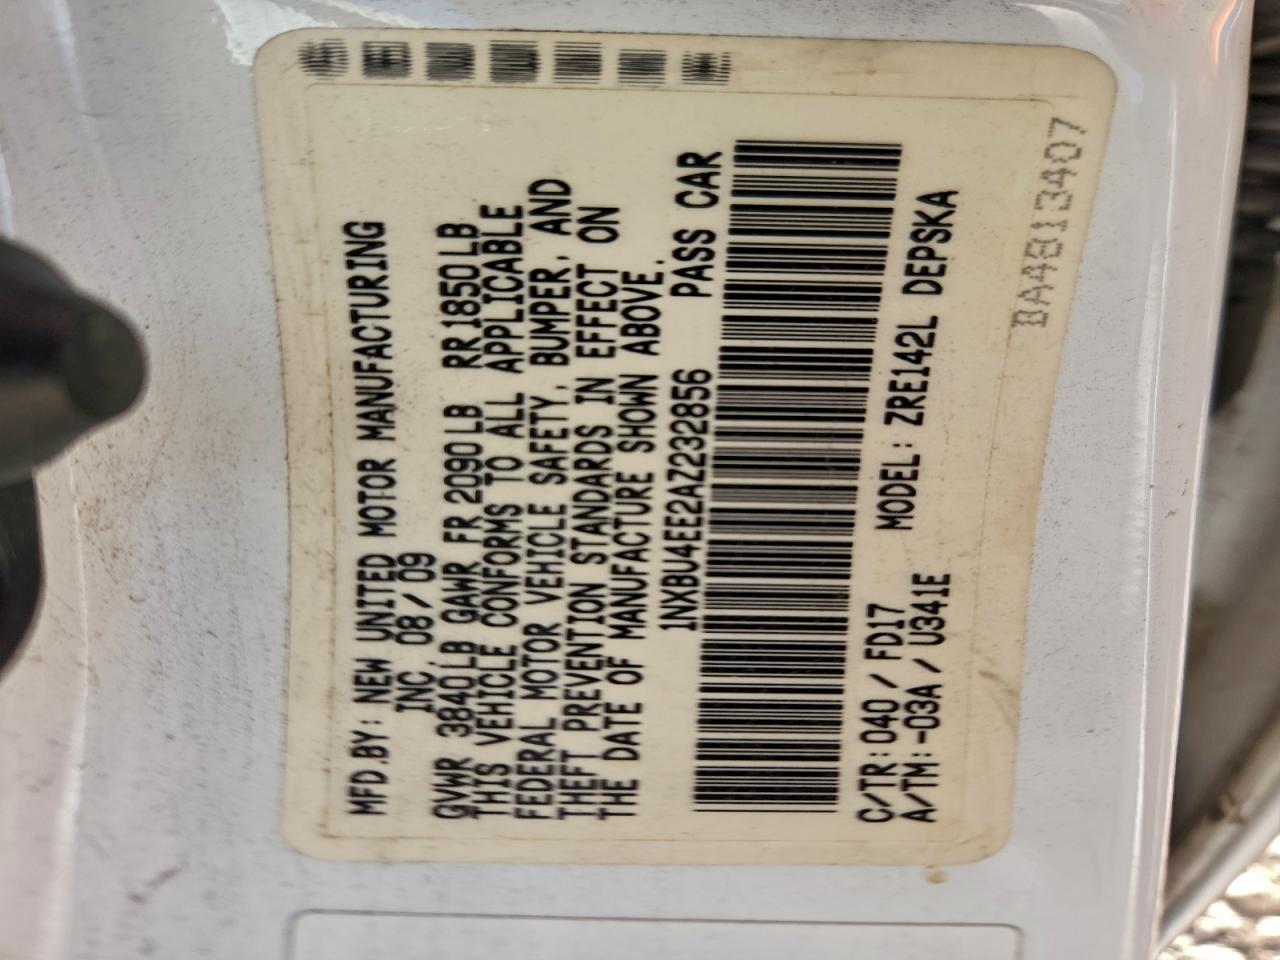 MFD.BY: NEW UNITED MOTOR MANUFACTURING
INC. 08/09
GVWR 3840LB GAWR FR 2090LB RR 1850LB
THIS VEHICLE CONFORMS TO ALL APPLICABLE
FEDERAL MOTOR VEHICLE SAFETY, BUMPER, AND
THEFT PREVENTION STANDARDS IN EFFECT ON
THE DATE OF MANUFACTURE SHOWN ABOVE.
1NXBU4EE2AZ232856 PASS CAR
C/TR: 040/FD17 MODEL: ZRE142L DEPSKA
A/TM: -03A/U341E
BA4813407